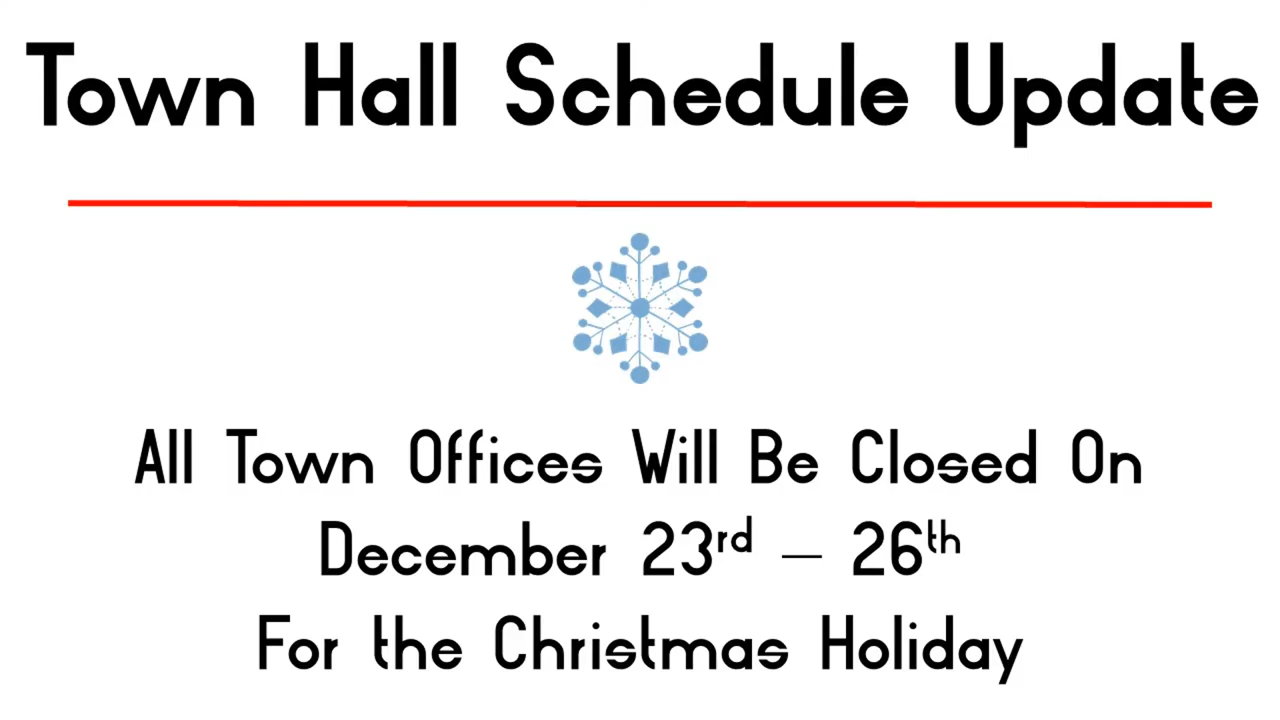 Town Hall Schedule Update
All Town Offices Will Be Closed On
December 23rd – 26th
For the Christmas Holiday